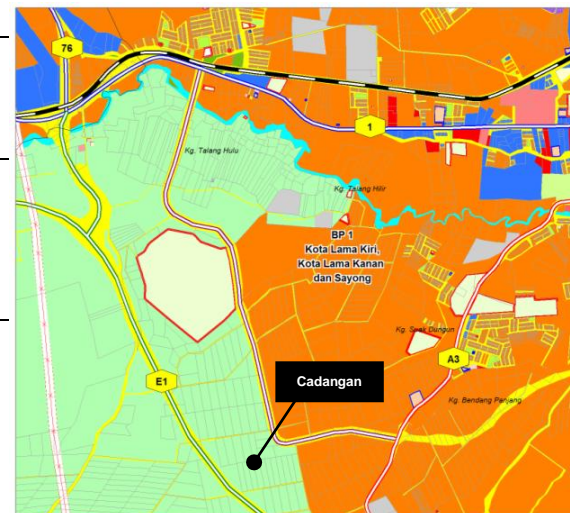 76
1
Kg. Talang Hulu
Kg. Talang Hilir
BP 1
Kota Lama Kiri,
Kota Lama Kanan
dan Sayong
Kg. Suak Dungun
A3
E1
Cadangan
Kg. Bendang Panjang